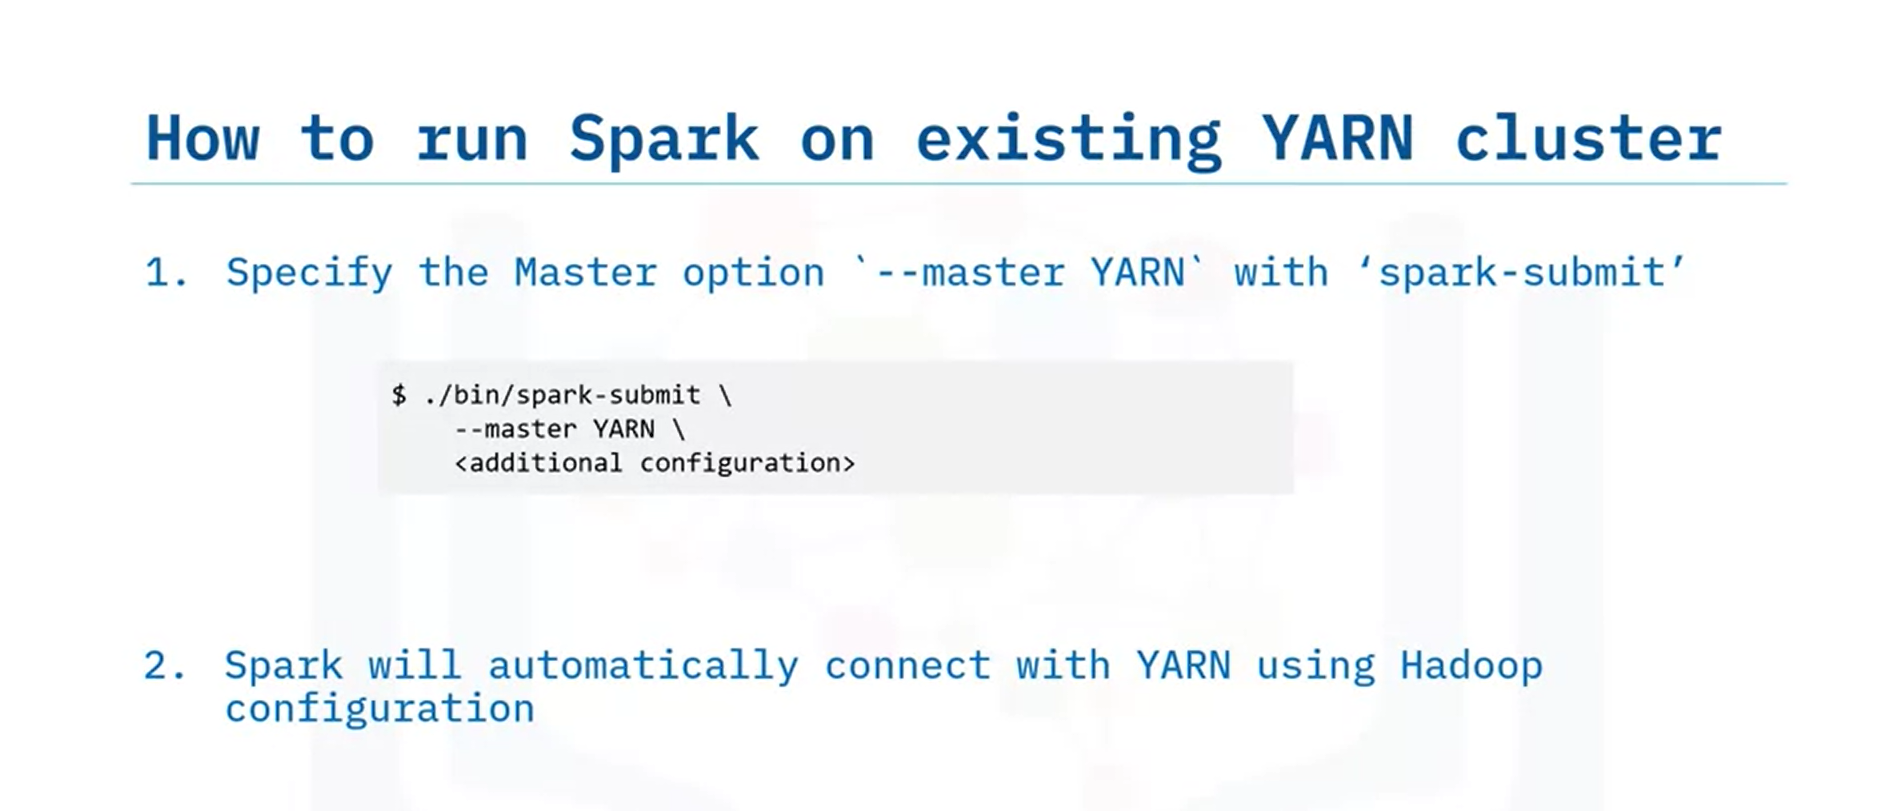 How to run Spark on existing YARN cluster
1. Specify the Master option `--master YARN` with ‘spark-submit’
$ ./bin/spark-submit \
--master YARN \
<additional configuration>
2. Spark will automatically connect with YARN using Hadoop
configuration